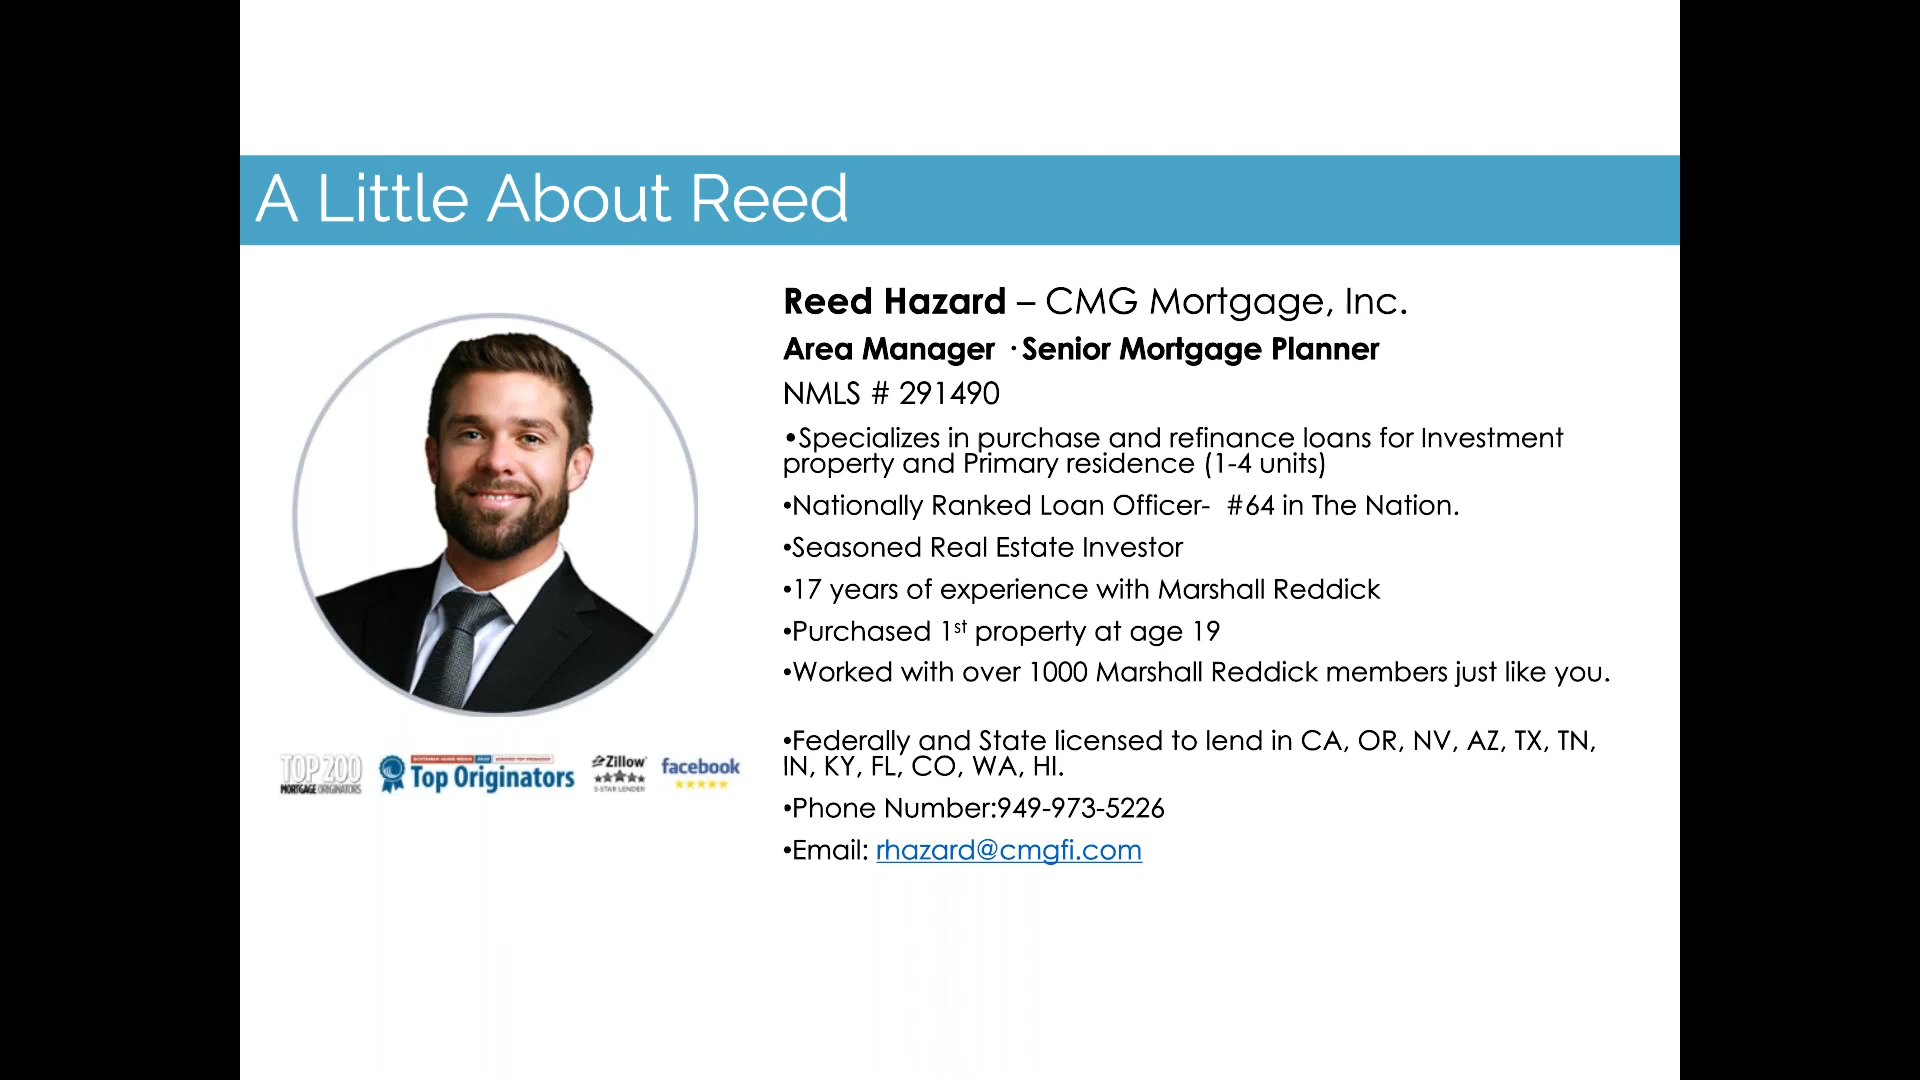 A Little About Reed
Reed Hazard – CMG Mortgage, Inc.
Area Manager · Senior Mortgage Planner
NMLS # 291490
•Specializes in purchase and refinance loans for Investment
property and Primary residence (1-4 units)
•Nationally Ranked Loan Officer- #64 in The Nation.
•Seasoned Real Estate Investor
•17 years of experience with Marshall Reddick
•Purchased 1st property at age 19
•Worked with over 1000 Marshall Reddick members just like you.
•Federally and State licensed to lend in CA, OR, NV, AZ, TX, TN,
IN, KY, FL, CO, WA, HI.
•Phone Number:949-973-5226
•Email: rhazard@cmgfi.com
TOP 200
MORTGAGE ORIGINATORS
Top Originators
Zillow
5-STAR LENDER
facebook